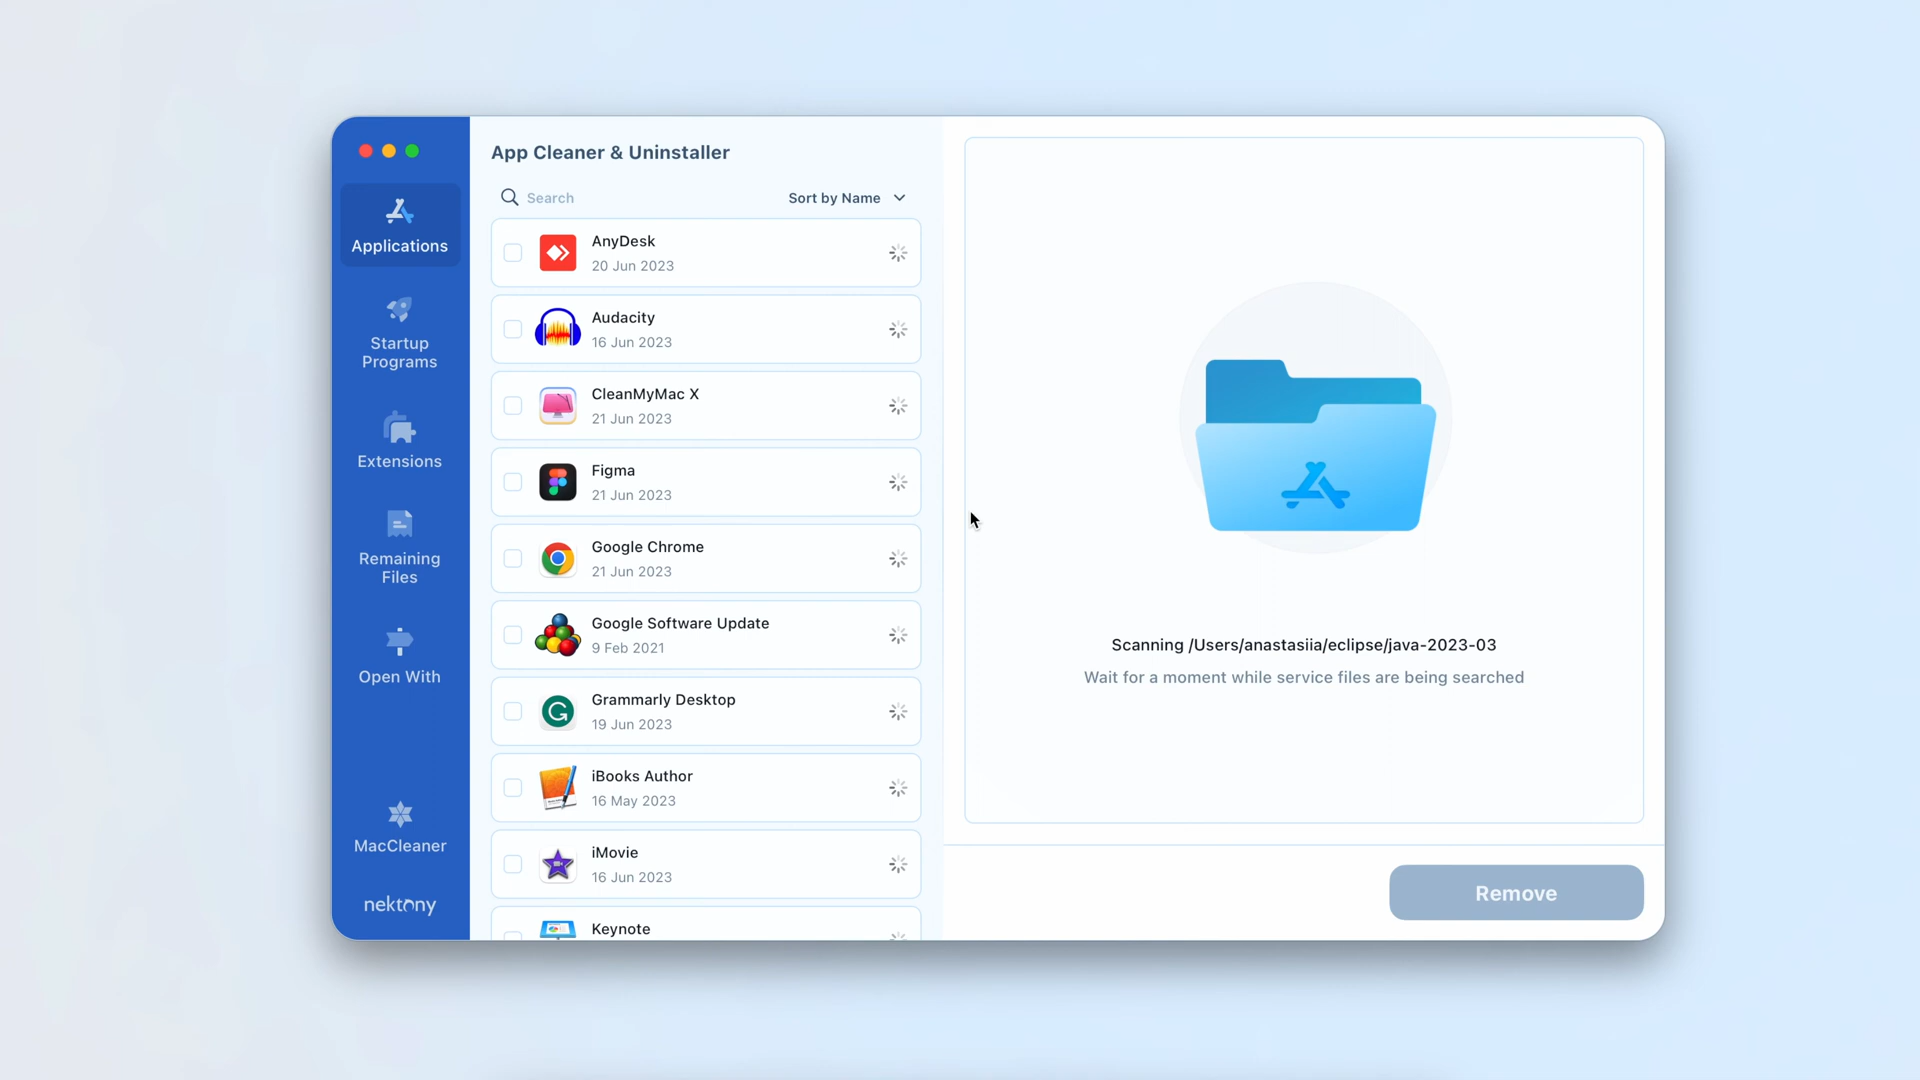 App Cleaner & Uninstaller
Search
Sort by Name
Applications
Startup
Programs
Extensions
Remaining
Files
Open With
MacCleaner
nektony
AnyDesk
20 Jun 2023
Audacity
16 Jun 2023
CleanMyMac X
21 Jun 2023
Figma
21 Jun 2023
Google Chrome
21 Jun 2023
Google Software Update
9 Feb 2021
Grammarly Desktop
19 Jun 2023
iBooks Author
16 May 2023
iMovie
16 Jun 2023
Keynote
Scanning /Users/anastasiia/eclipse/java-2023-03
Wait for a moment while service files are being searched
Remove